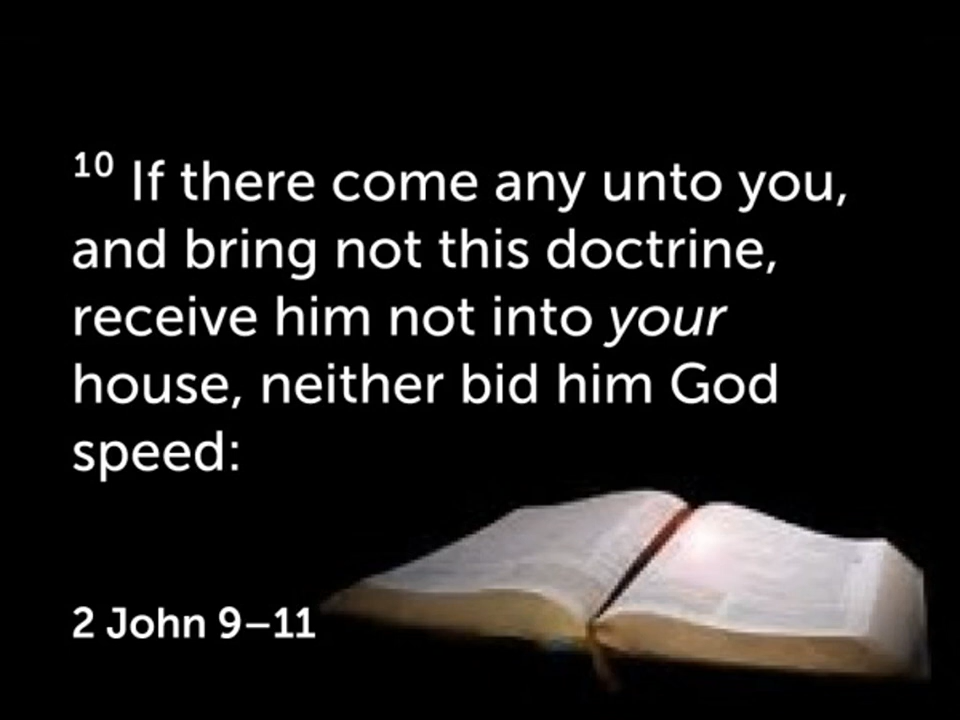 ¹⁰ If there come any unto you,
and bring not this doctrine,
receive him not into your
house, neither bid him God
speed:
2 John 9–11